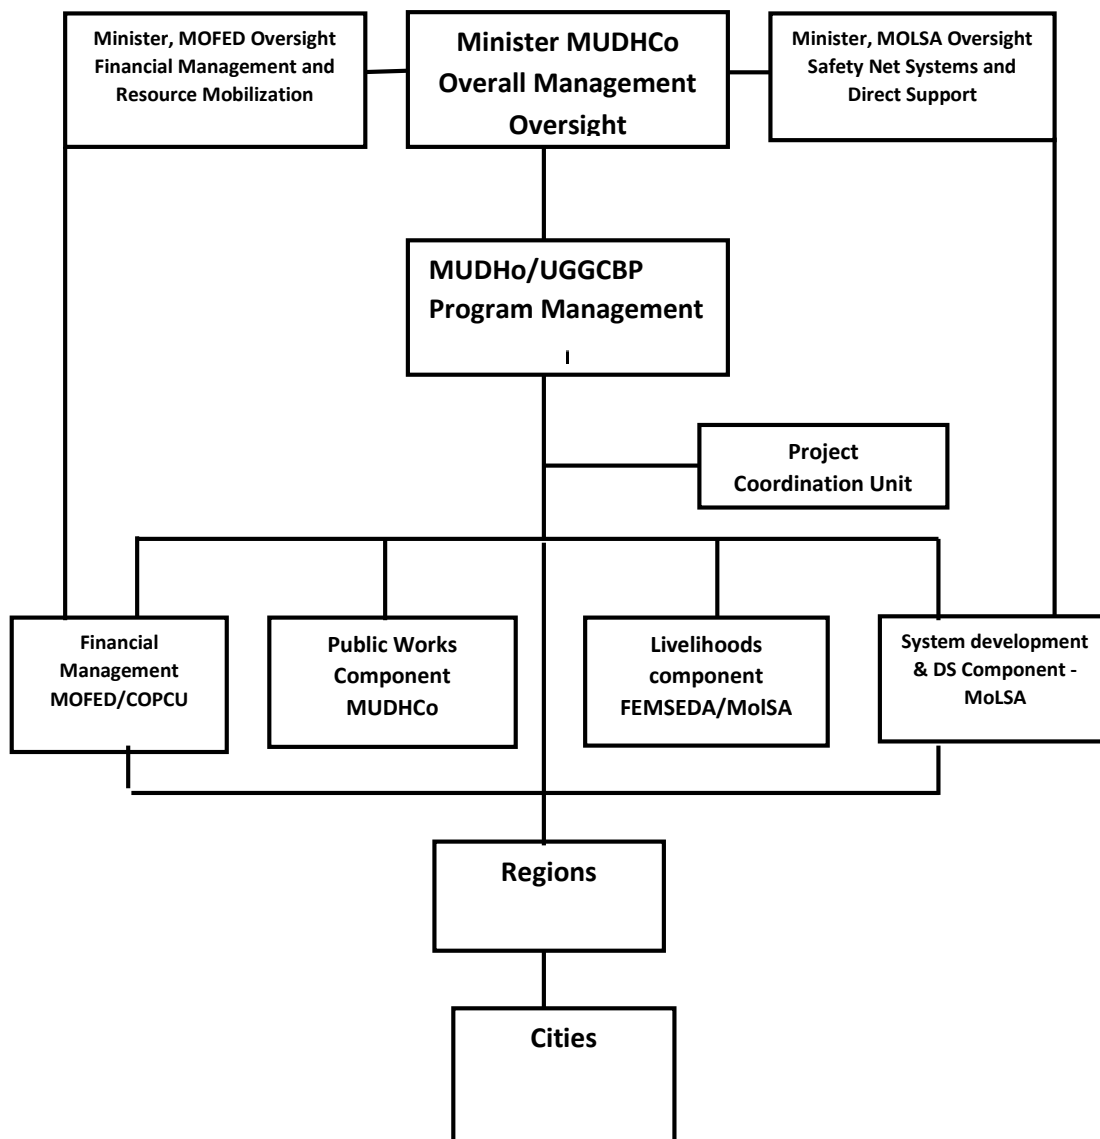 Minister, MOFED Oversight
Financial Management and
Resource Mobilization
Minister MUDHCo
Overall Management
Oversight
Minister, MOLSA Oversight
Safety Net Systems and
Direct Support
MUDHo/UGGCBP
Program Management
Project
Coordination Unit
Financial
Management
MOFED/COPCU
Public Works
Component
MUDHCo
Livelihoods
component
FEMSEDA/MolSA
System development
& DS Component -
MoLSA
Regions
Cities